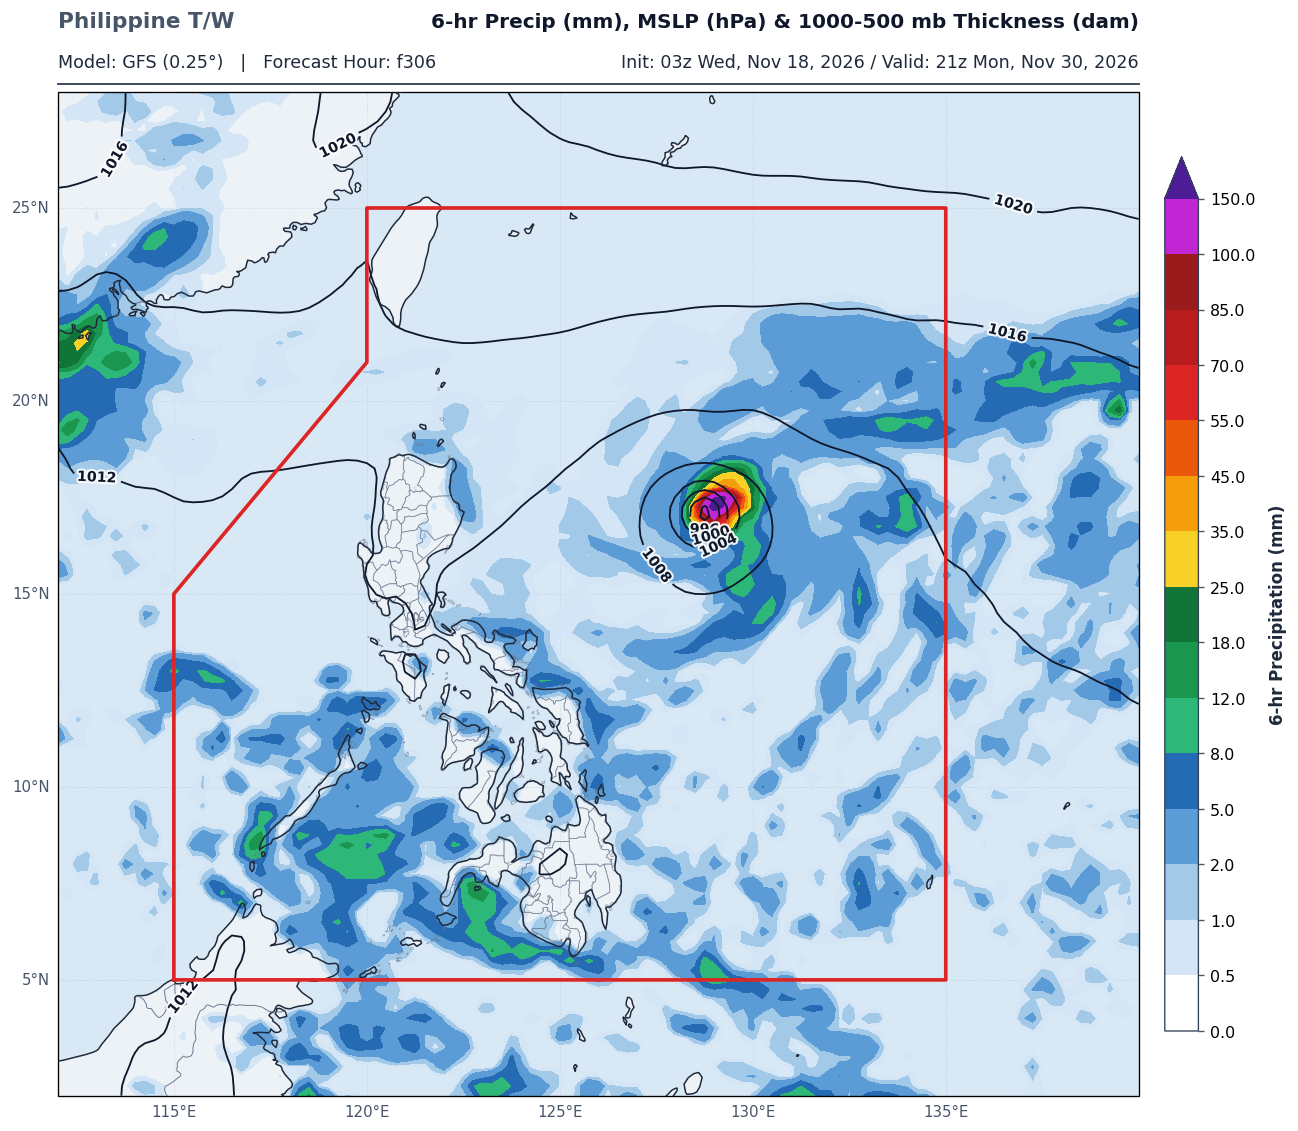 Philippine T/W
6-hr Precip (mm), MSLP (hPa) & 1000-500 mb Thickness (dam)
Model: GFS (0.25°) | Forecast Hour: f306
Init: 03z Wed, Nov 18, 2026 / Valid: 21z Mon, Nov 30, 2026
1016
1020
1020
25°N
1016
20°N
1012
1000
1004
1008
15°N
10°N
5°N
1012
115°E
120°E
125°E
130°E
135°E
150.0
100.0
85.0
70.0
55.0
45.0
35.0
25.0
18.0
12.0
8.0
5.0
2.0
1.0
0.5
0.0
6-hr Precipitation (mm)